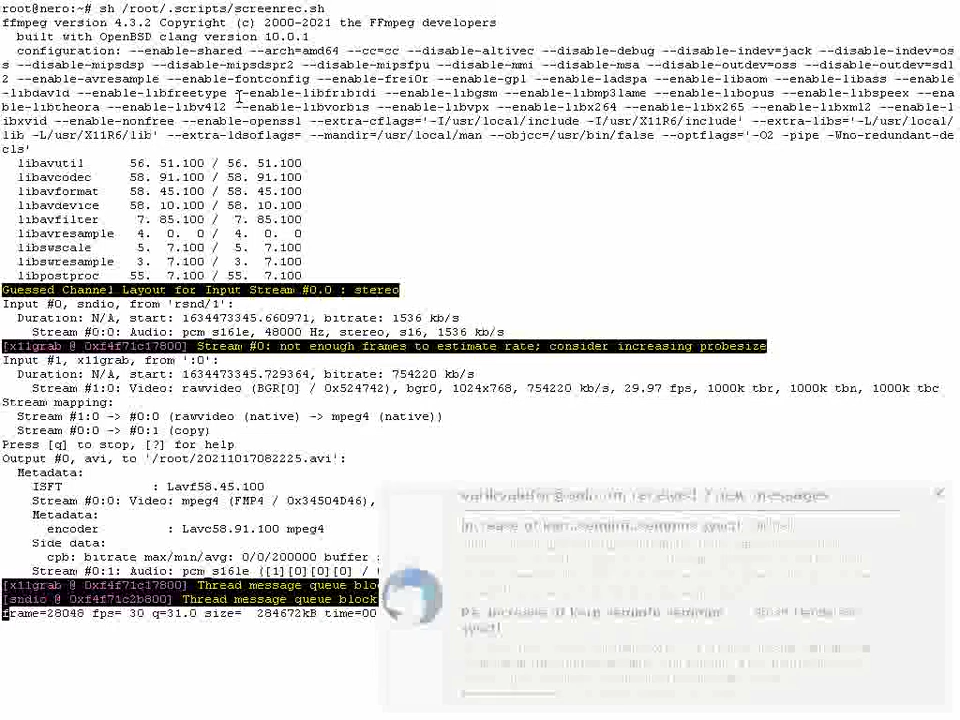 root@nero:~# sh /root/.scripts/screenrec.sh
ffmpeg version 4.3.2 Copyright (c) 2000-2021 the FFmpeg developers
  built with OpenBSD clang version 10.0.1
  configuration: --enable-shared --arch=amd64 --cc=cc --disable-altivec --disable-debug --disable-indev=jack --disable-indev=os
s --disable-mipsdsp --disable-mipsdspr2 --disable-mipsfpu --disable-mmi --disable-msa --disable-outdev=oss --disable-outdev=sdl
2 --enable-avresample --enable-fontconfig --enable-frei0r --enable-gpl --enable-ladspa --enable-libaom --enable-libass --enable
-libdav1d --enable-libfreetype --enable-libfribidi --enable-libgsm --enable-libmp3lame --enable-libopus --enable-libspeex --ena
ble-libtheora --enable-libv4l2 --enable-libvorbis --enable-libvpx --enable-libx264 --enable-libx265 --enable-libxml2 --enable-l
ibxvid --enable-nonfree --enable-openssl --extra-cflags='-I/usr/local/include -I/usr/X11R6/include' --extra-libs='-L/usr/local/
lib -L/usr/X11R6/lib' --extra-ldsoflags= --mandir=/usr/local/man --objcc=/usr/bin/false --optflags='-O2 -pipe -Wno-redundant-de
cls'
  libavutil      56. 51.100 / 56. 51.100
  libavcodec     58. 91.100 / 58. 91.100
  libavformat    58. 45.100 / 58. 45.100
  libavdevice    58. 10.100 / 58. 10.100
  libavfilter     7. 85.100 /  7. 85.100
  libavresample   4.  0.  0 /  4.  0.  0
  libswscale      5.  7.100 /  5.  7.100
  libswresample   3.  7.100 /  3.  7.100
  libpostproc    55.  7.100 / 55.  7.100
Guessed Channel Layout for Input Stream #0.0 : stereo
Input #0, sndio, from 'rsnd/1':
  Duration: N/A, start: 1634473345.660971, bitrate: 1536 kb/s
    Stream #0:0: Audio: pcm_s16le, 48000 Hz, stereo, s16, 1536 kb/s
[x11grab @ 0xf4f71c17800] Stream #0: not enough frames to estimate rate; consider increasing probesize
Input #1, x11grab, from ':0':
  Duration: N/A, start: 1634473345.729364, bitrate: 754220 kb/s
    Stream #1:0: Video: rawvideo (BGR[0] / 0x524742), bgr0, 1024x768, 754220 kb/s, 29.97 fps, 1000k tbr, 1000k tbn, 1000k tbc
Stream mapping:
  Stream #1:0 -> #0:0 (rawvideo (native) -> mpeg4 (native))
  Stream #0:0 -> #0:1 (copy)
Press [q] to stop, [?] for help
Output #0, avi, to '/root/20211017082225.avi':
  Metadata:
    ISFT            : Lavf58.45.100
    Stream #0:0: Video: mpeg4 (FMP4 / 0x34504D46),
    Metadata:
      encoder         : Lavc58.91.100 mpeg4
    Side data:
      cpb: bitrate max/min/avg: 0/0/200000 buffer
    Stream #0:1: Audio: pcm_s16le ([1][0][0][0] /
[x11grab @ 0xf4f71c17800] Thread message queue bloc
[sndio @ 0xf4f71c2b800] Thread message queue block
frame=28048 fps= 30 q=31.0 size=  284672kB time=00